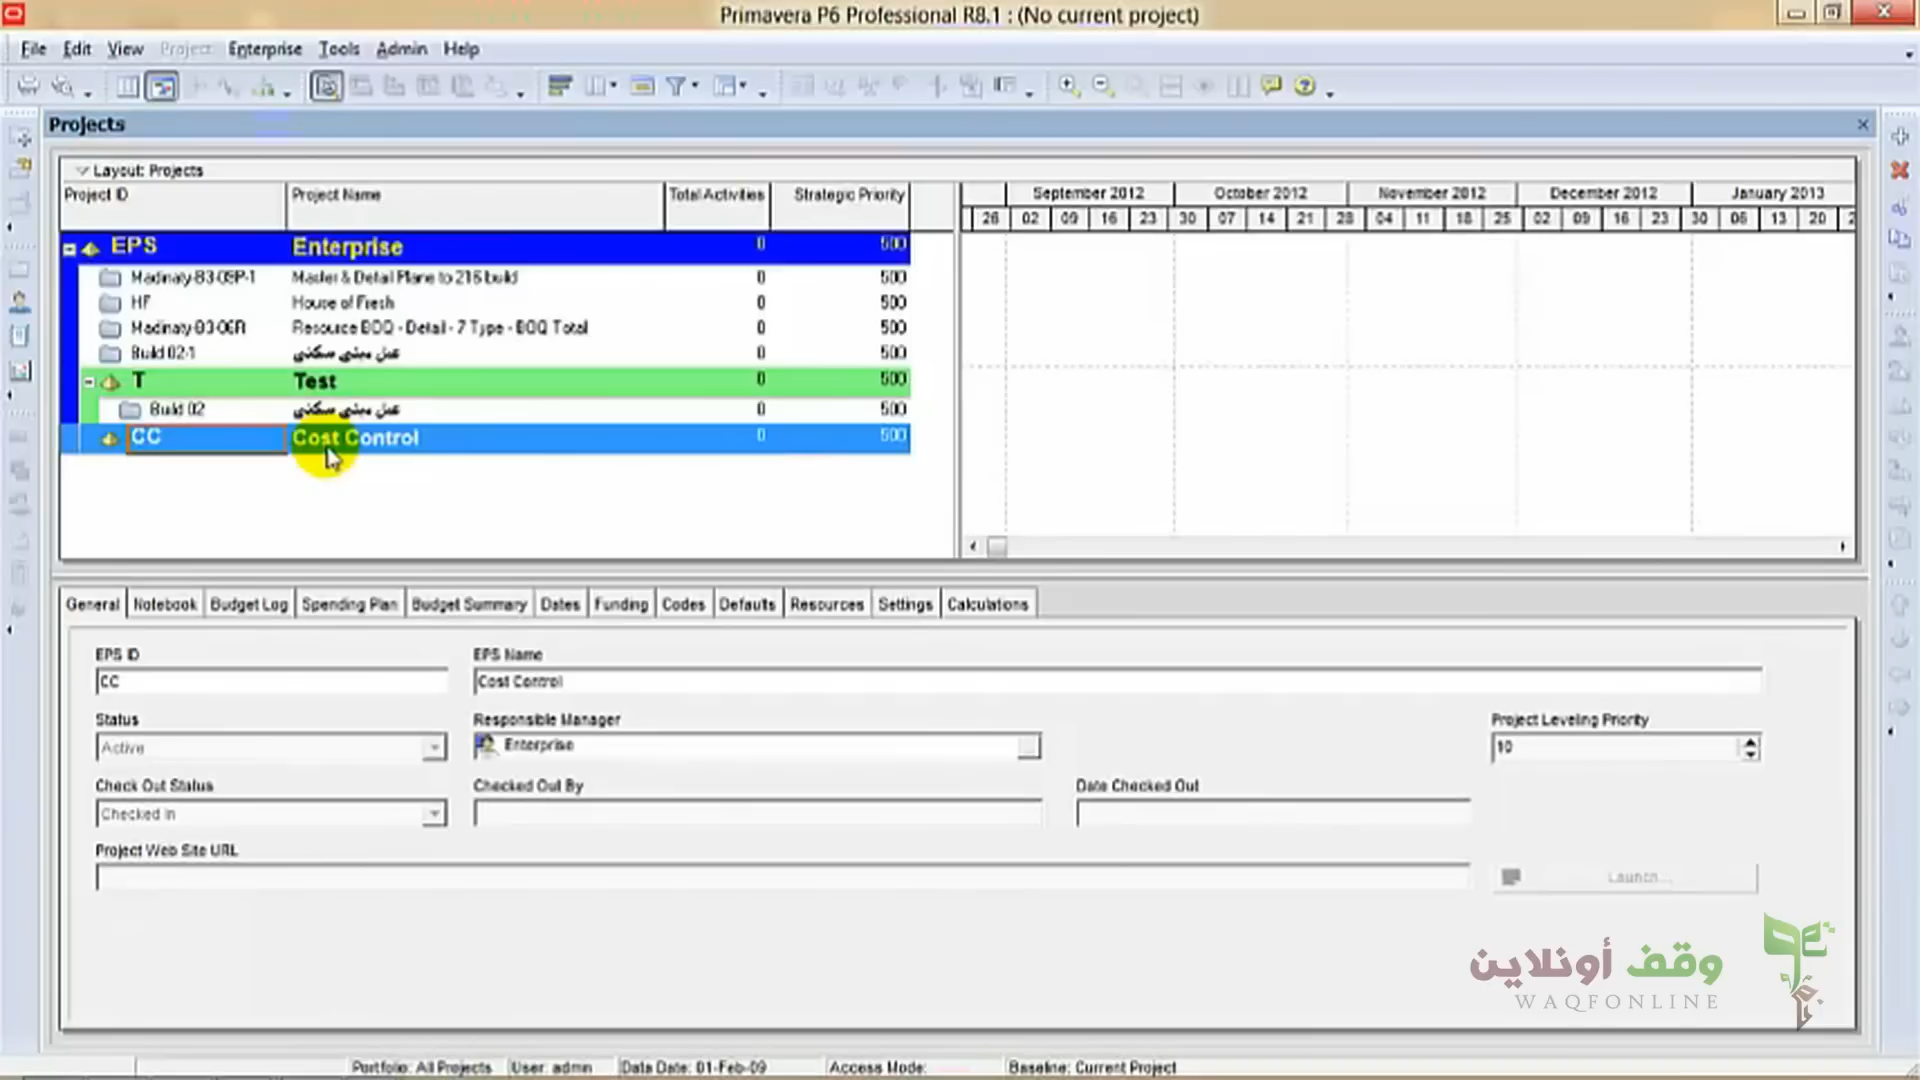 Primavera P6 Professional R8.1 : (No current project)
File Edit View Project Enterprise Tools Admin Help
Projects
Layout: Projects
Project ID Project Name Total Activities Strategic Priority
September 2012 October 2012 November 2012 December 2012 January 2013
26 02 09 16 23 30 07 14 21 28 04 11 18 25 02 09 16 23 30 06 13 20 2
EPS Enterprise 0 500
Madinaty-B3-09P-1 Master & Detail Plane to 216 build 0 500
HF House of Fresh 0 500
Madinaty-B3-06R Resource BOQ - Detail - 7 Type - BOQ Total 0 500
Build 02-1 عمل مبنى سكنى 0 500
T Test 0 500
Build 02 عمل مبنى سكنى 0 500
CC Cost Control 0 500
General Notebook Budget Log Spending Plan Budget Summary Dates Funding Codes Defaults Resources Settings Calculations
EPS ID EPS Name
CC Cost Control
Status Responsible Manager Project Leveling Priority
Active Enterprise 10
Check Out Status Checked Out By Date Checked Out
Checked In
Project Web Site URL
Launch...
وقف أونلاين
WAQFONLINE
Portfolio: All Projects User: admin Data Date: 01-Feb-09 Access Mode: Baseline: Current Project